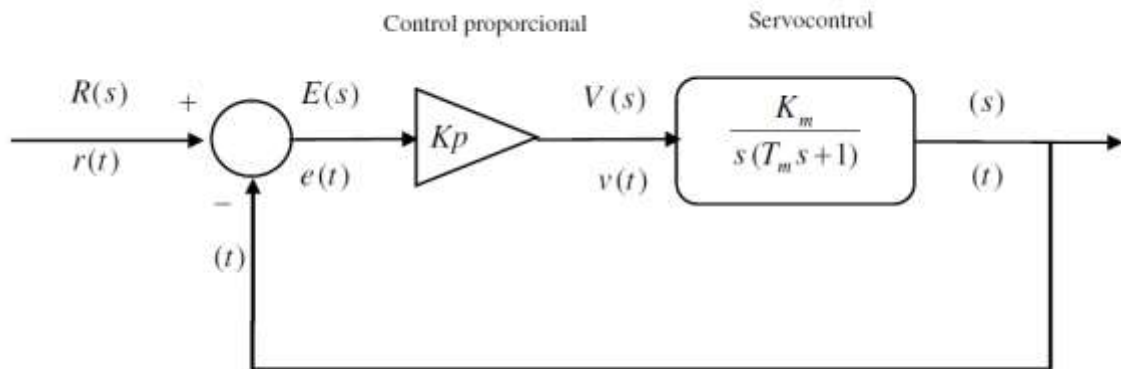 Control proporcional Servocontrol
R(s) + E(s) V(s) (s)
Kp K_m / s(T_m s+1)
r(t) e(t) v(t) (t)
−
(t)